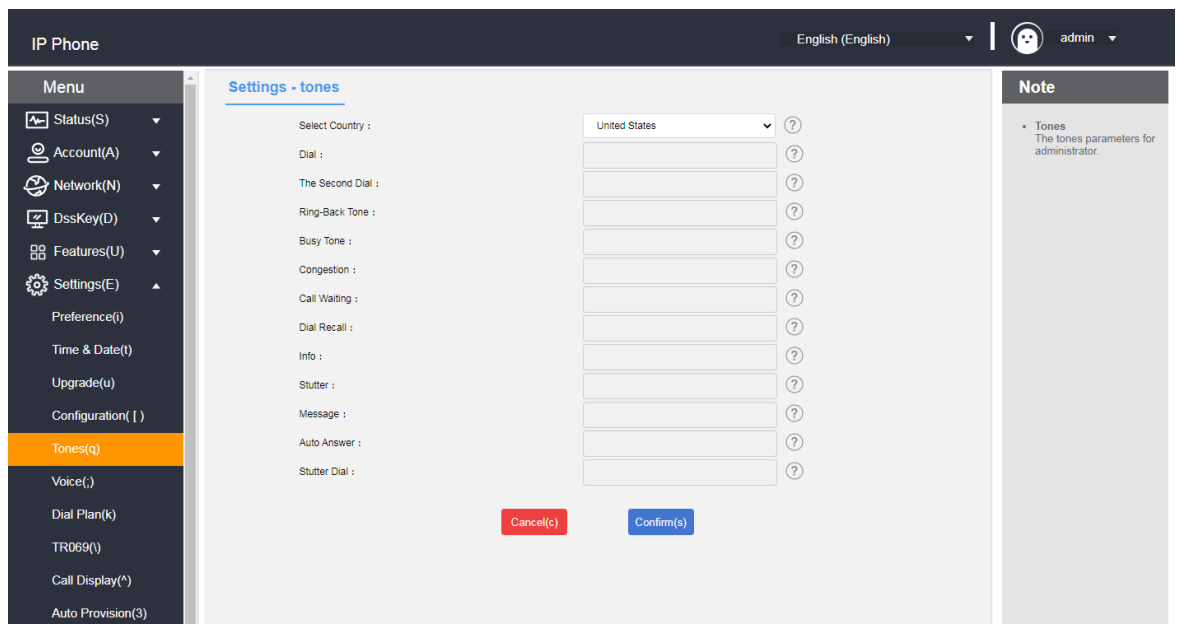 IP Phone
English (English)
admin
Menu
Status(S)
Account(A)
Network(N)
DssKey(D)
Features(U)
Settings(E)
Preference(i)
Time & Date(t)
Upgrade(u)
Configuration( [ )
Tones(q)
Voice(;)
Dial Plan(k)
TR069(\)
Call Display(^)
Auto Provision(3)
Settings - tones
Select Country : United States ?
Dial : ?
The Second Dial : ?
Ring-Back Tone : ?
Busy Tone : ?
Congestion : ?
Call Waiting : ?
Dial Recall : ?
Info : ?
Stutter : ?
Message : ?
Auto Answer : ?
Stutter Dial : ?
Cancel(c) Confirm(s)
Note
Tones
The tones parameters for
administrator.